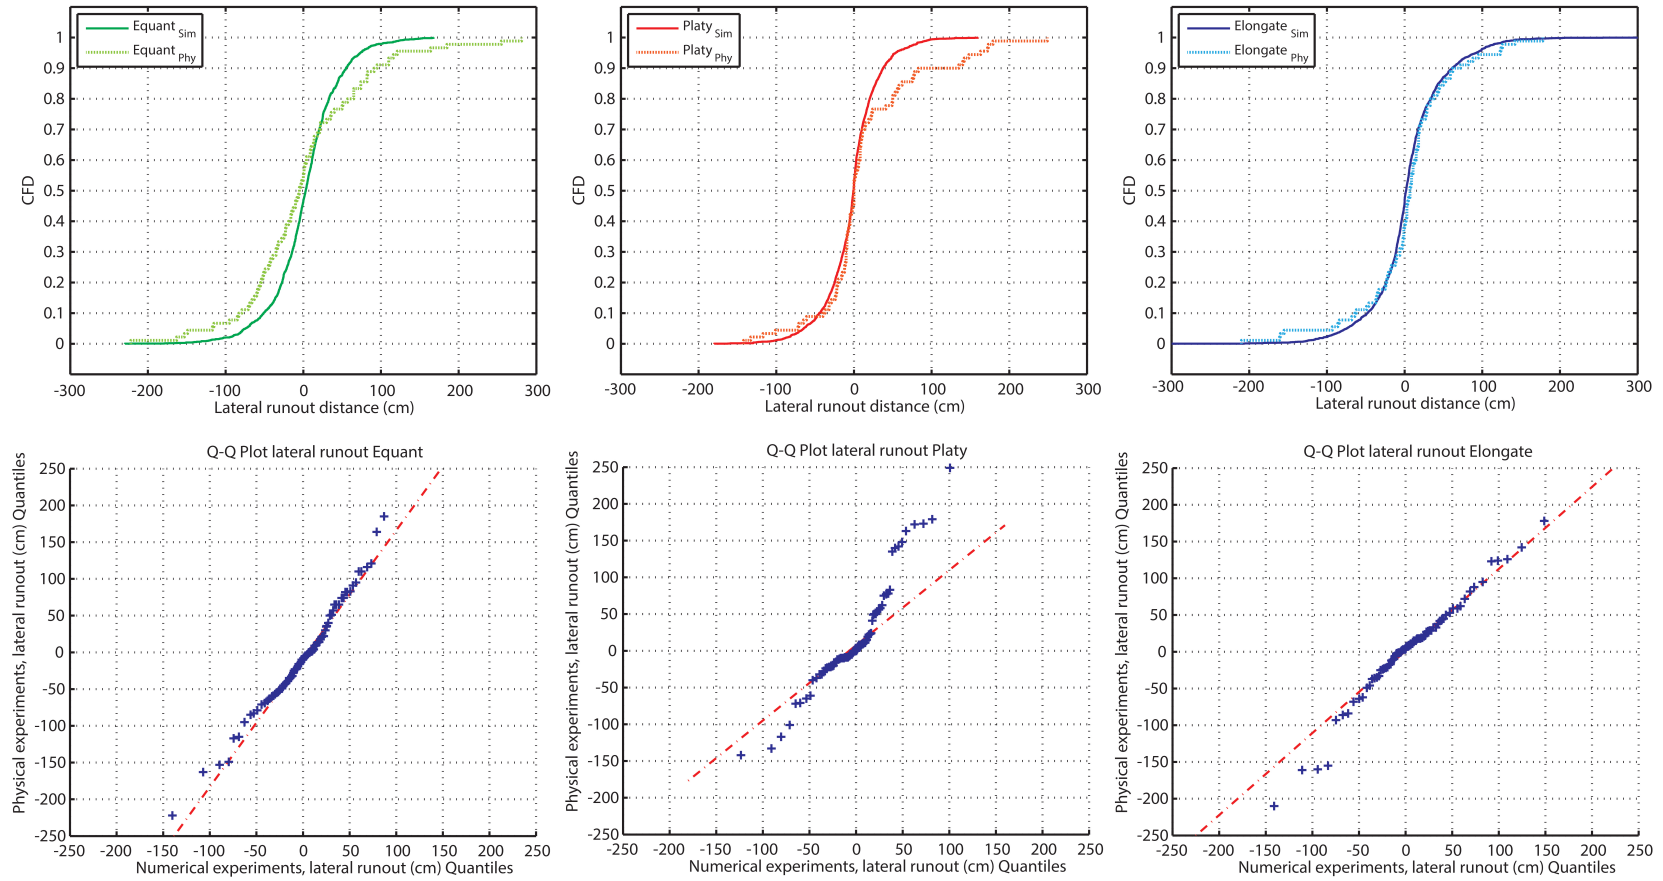 Equant Sim
Equant Phy
1
0.9
0.8
0.7
0.6
0.5
0.4
0.3
0.2
0.1
0
CFD
-300 -200 -100 0 100 200 300
Lateral runout distance (cm)
Platy Sim
Platy Phy
1
0.9
0.8
0.7
0.6
0.5
0.4
0.3
0.2
0.1
0
CFD
-300 -200 -100 0 100 200 300
Lateral runout distance (cm)
Elongate Sim
Elongate Phy
1
0.9
0.8
0.7
0.6
0.5
0.4
0.3
0.2
0.1
0
CFD
-300 -200 -100 0 100 200 300
Lateral runout distance (cm)
Q-Q Plot lateral runout Equant
Physical experiments, lateral runout (cm) Quantiles
250
200
150
100
50
0
-50
-100
-150
-200
-250
-250 -200 -150 -100 -50 0 50 100 150 200 250
Numerical experiments, lateral runout (cm) Quantiles
Q-Q Plot lateral runout Platy
Physical experiments, lateral runout (cm) Quantiles
250
200
150
100
50
0
-50
-100
-150
-200
-250
-250 -200 -150 -100 -50 0 50 100 150 200 250
Numerical experiments, lateral runout (cm) Quantiles
Q-Q Plot lateral runout Elongate
Physical experiments, lateral runout (cm) Quantiles
250
200
150
100
50
0
-50
-100
-150
-200
-250
-250 -200 -150 -100 -50 0 50 100 150 200 250
Numerical experiments, lateral runout (cm) Quantiles